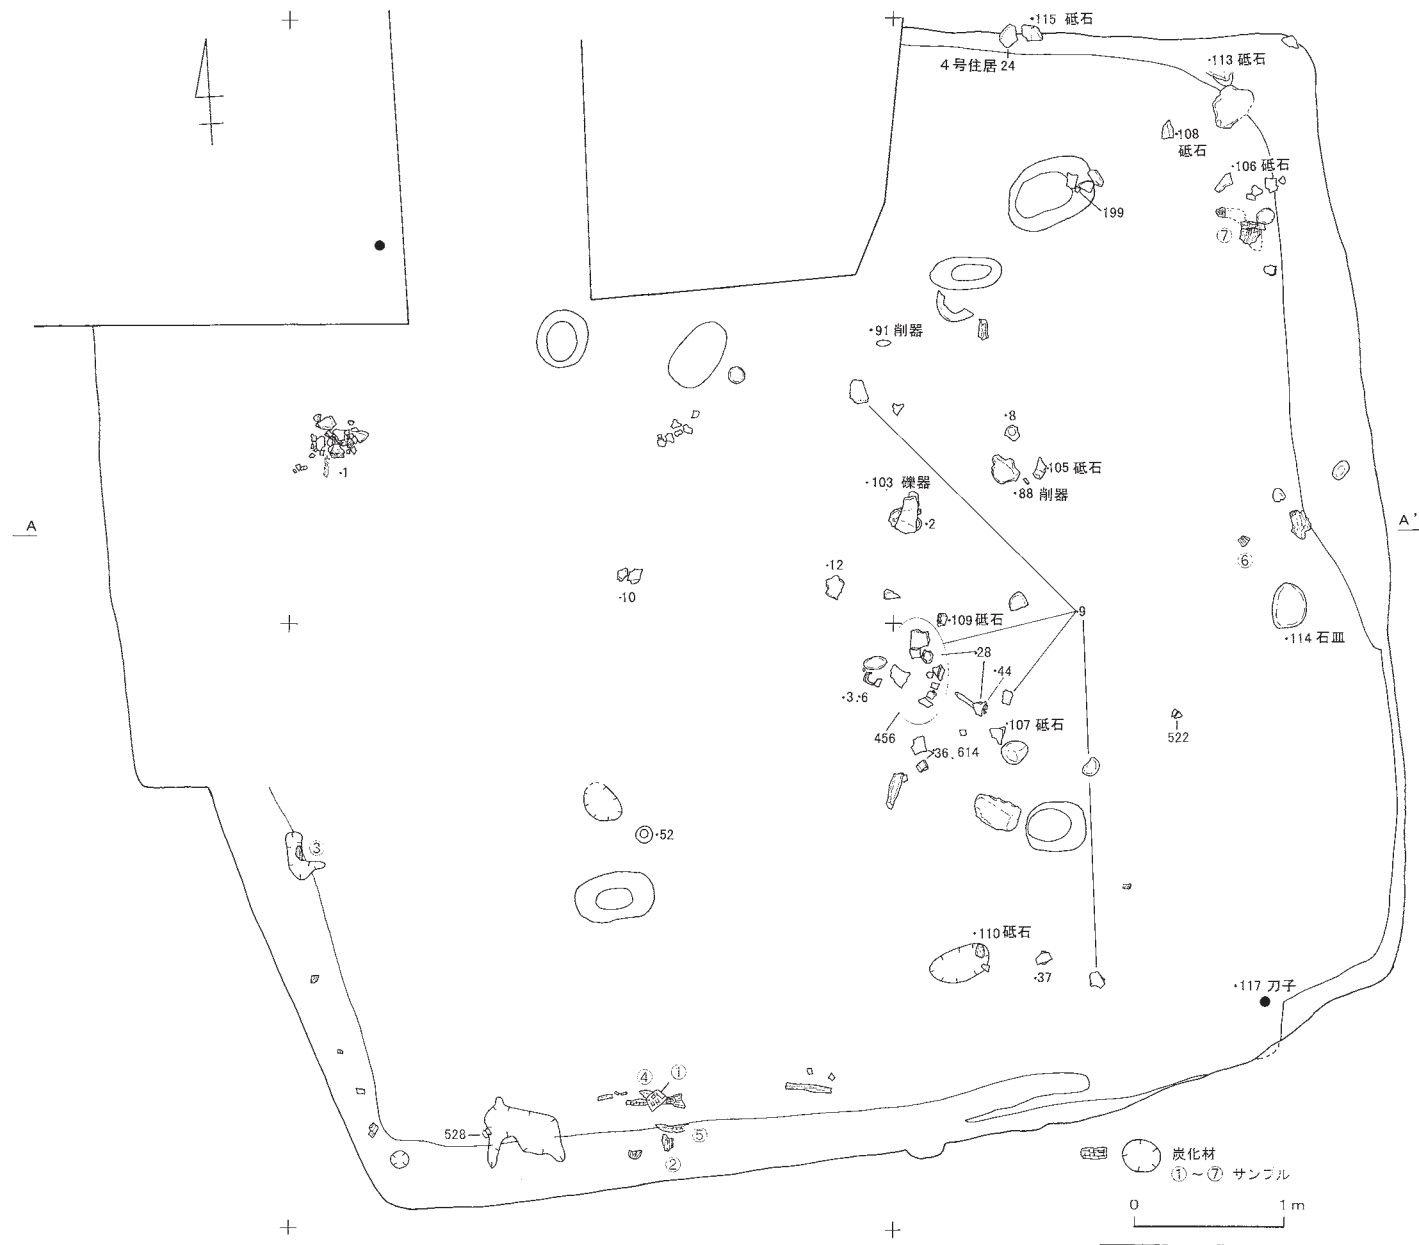 ·115 砥石
4号住居 24
·113 砥石
·108
砥石
·106 砥石
199
⑦
·91 削器
·8
·1
·105 砥石
·88 削器
·103 礫器
·2
A
A'
⑥
·12
·10
·9
·109 砥石
·114 石皿
·28
·44
·3.·6
456
·107 砥石
522
·36.614
③
·52
·110 砥石
·37
·117 刀子
④
①
528
⑤
②
炭化材
①～⑦ サンプル
0 1m